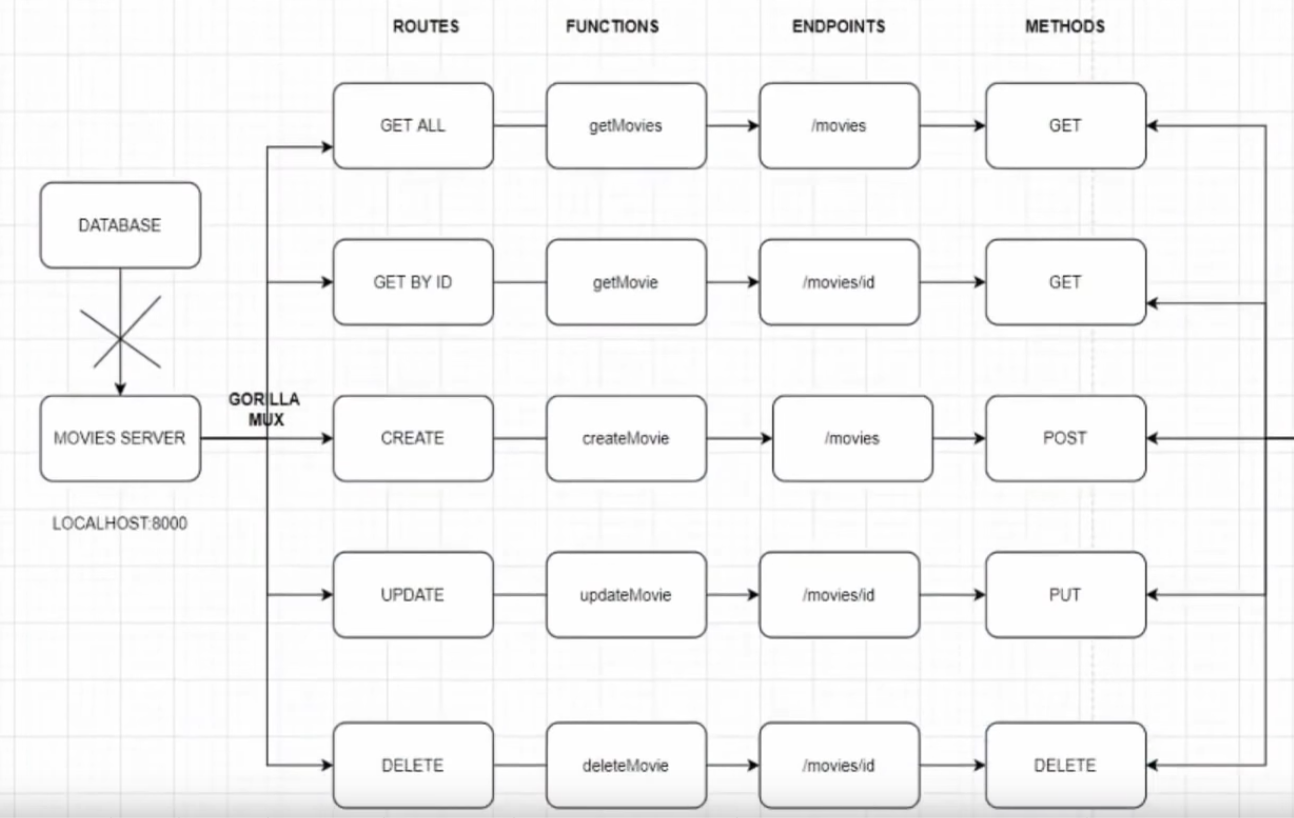 ROUTES FUNCTIONS ENDPOINTS METHODS
GET ALL getMovies /movies GET
DATABASE
GET BY ID getMovie /movies/id GET
GORILLA
MUX
MOVIES SERVER CREATE createMovie /movies POST
LOCALHOST:8000
UPDATE updateMovie /movies/id PUT
DELETE deleteMovie /movies/id DELETE